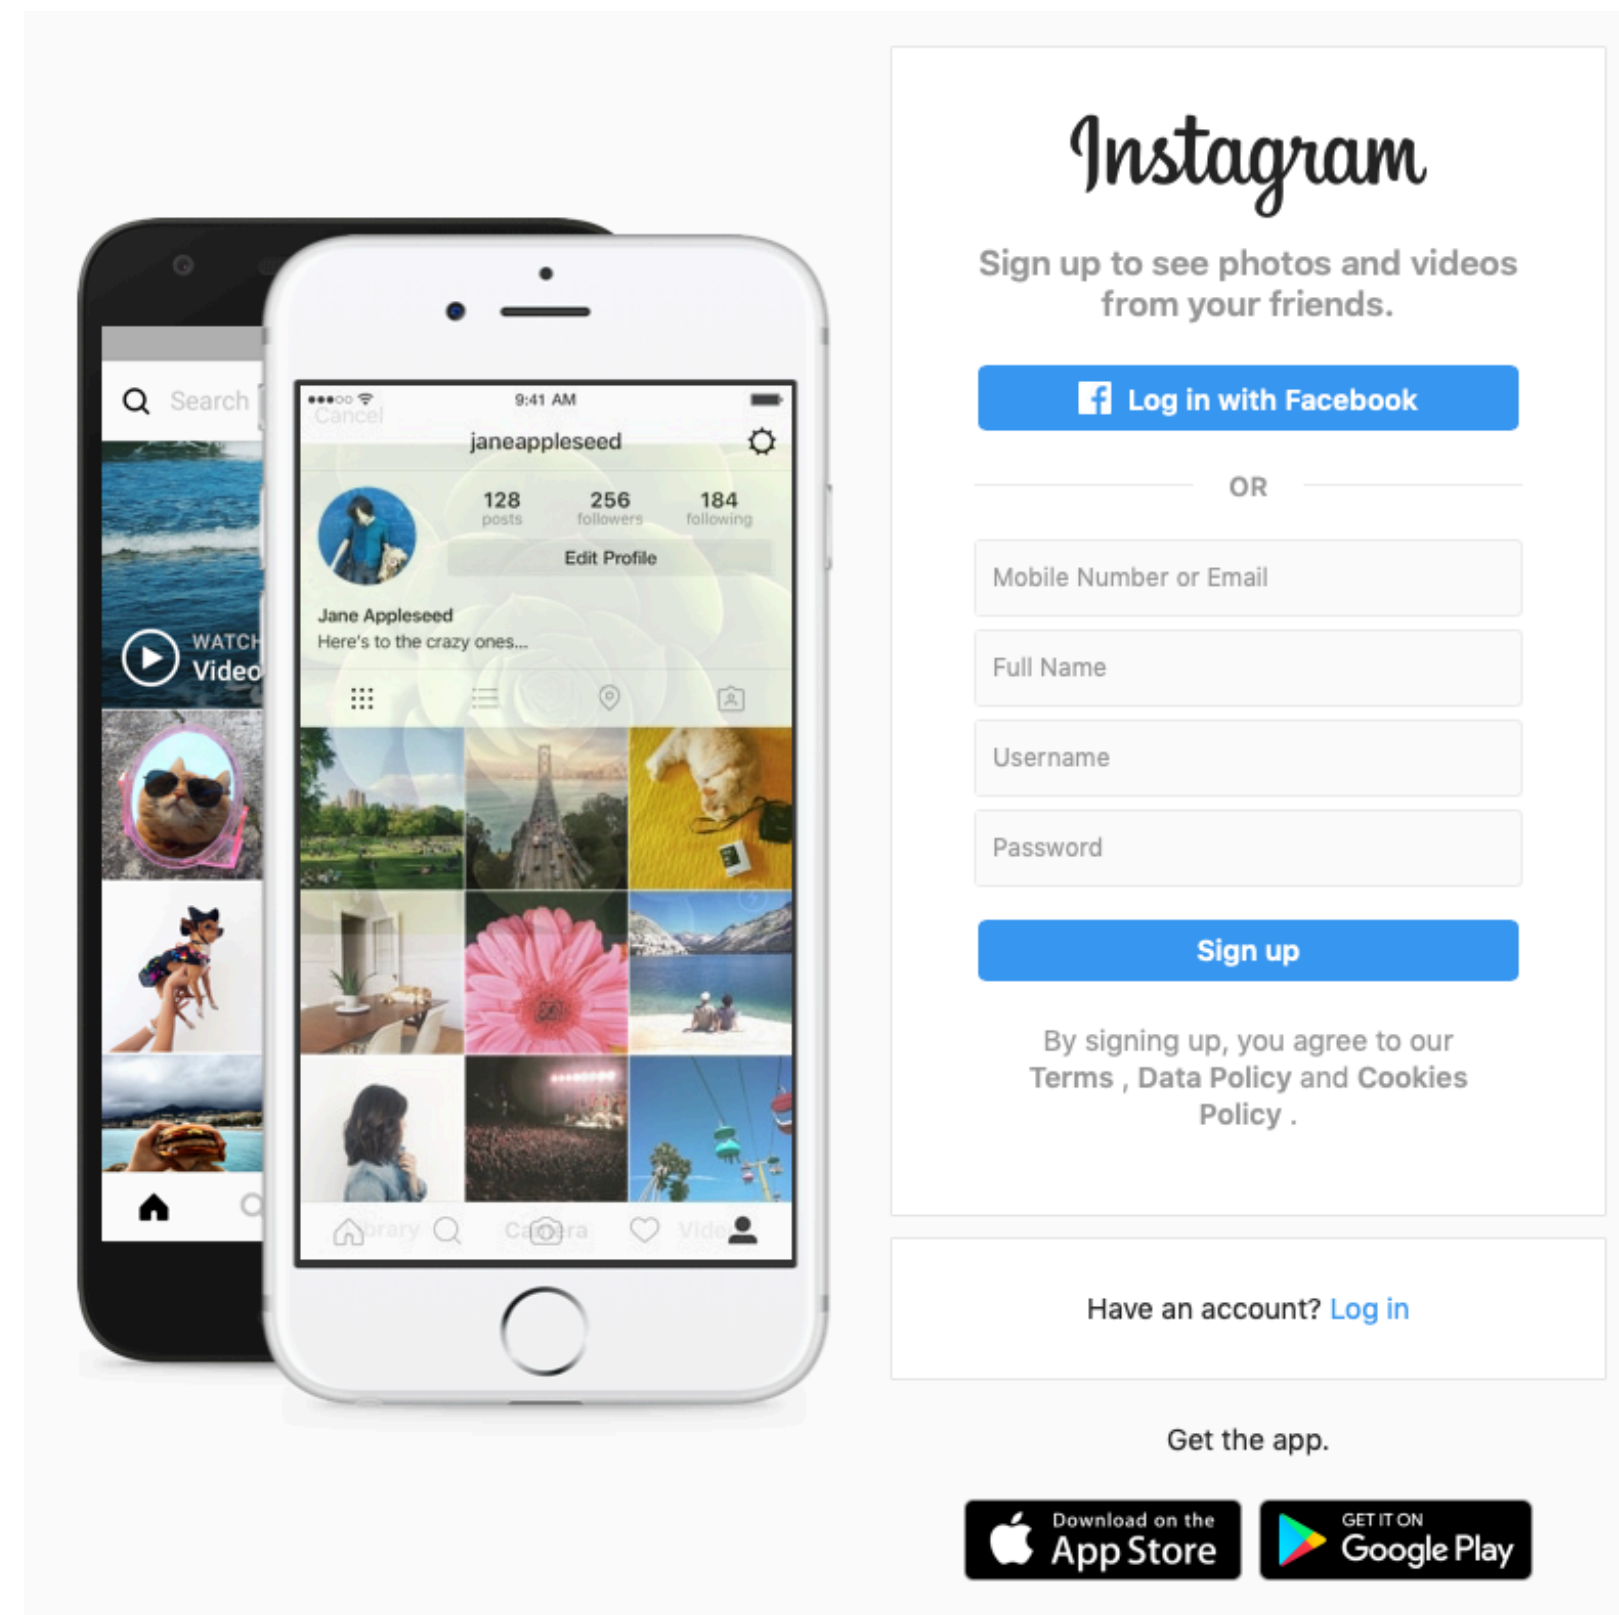 Search
WATCH
Video
9:41 AM
Cancel
janeappleseed
128
posts
256
followers
184
following
Edit Profile
Jane Appleseed
Here's to the crazy ones...
Camera
Instagram
Sign up to see photos and videos
from your friends.
Log in with Facebook
OR
Mobile Number or Email
Full Name
Username
Password
Sign up
By signing up, you agree to our
Terms , Data Policy and Cookies
Policy .
Have an account? Log in
Get the app.
Download on the
App Store
GET IT ON
Google Play